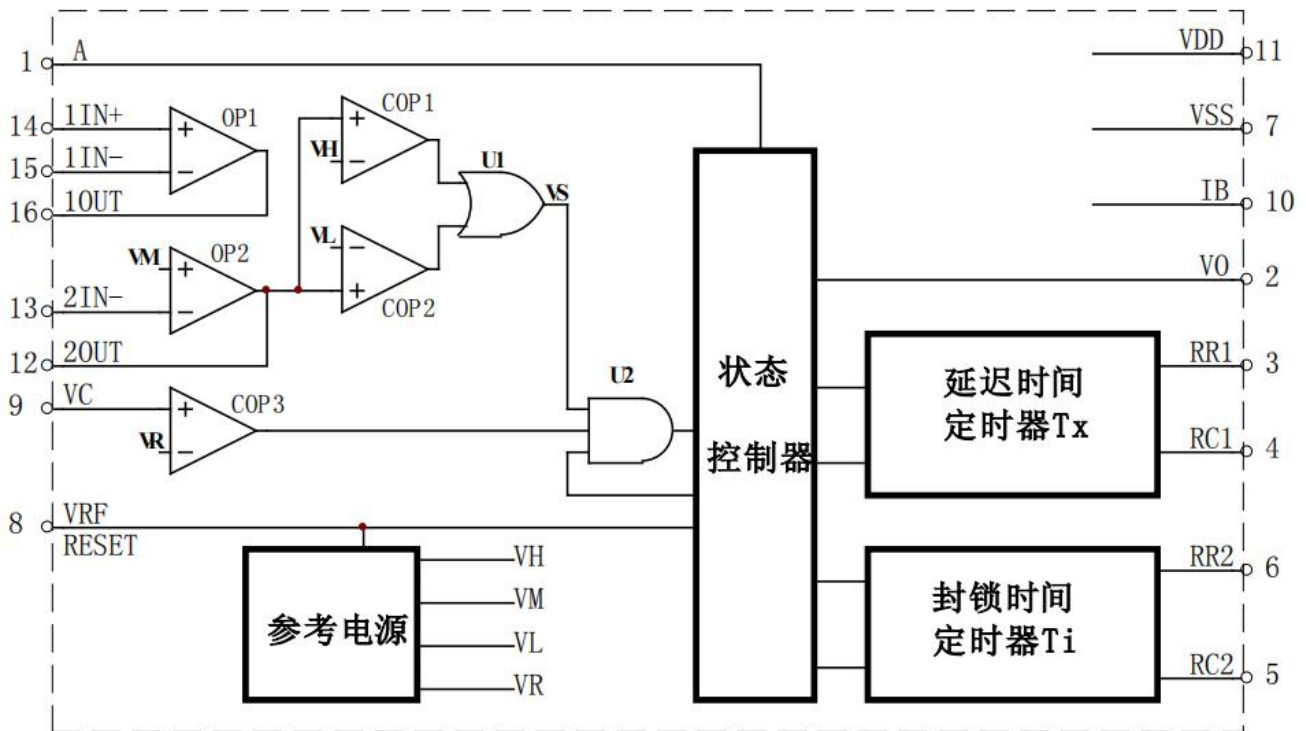 1 A
VDD 11
14 1IN+
OP1
COP1
VSS 7
15 1IN-
VH
U1
16 1OUT
VS
IB 10
VM
OP2
VL
VO 2
13 2IN-
COP2
12 2OUT
U2
状态
控制器
延迟时间
定时器Tx
RR1 3
9 VC
COP3
VR
RC1 4
8 VRF
RESET
参考电源
VH
VM
VL
VR
封锁时间
定时器Ti
RR2 6
RC2 5